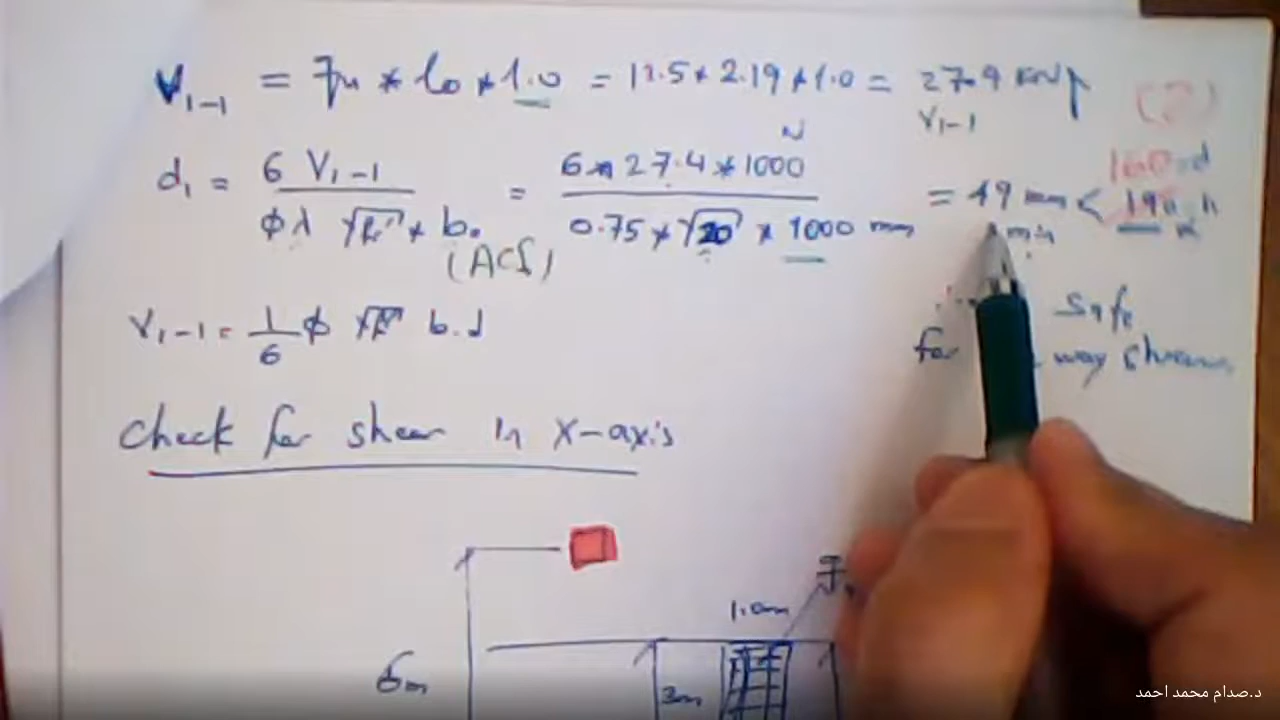 V1-1 = qu * lo * 1.0 = 12.5 * 2.19 * 1.0 = 27.4 KN
V1-1
(2)
d1 = 6 V1-1 / φλ √fc' * b. = 6 * 27.4 * 1000 N / 0.75 * √20 * 1000 mm = 49 mm < 190 h
160 d
min
(ACI)
∴ safe
for way shear
V1-1 = 1/6 φ √fc' b.d
Check for shear in X-axis
1.0m
6m
3m
د.صدام محمد احمد